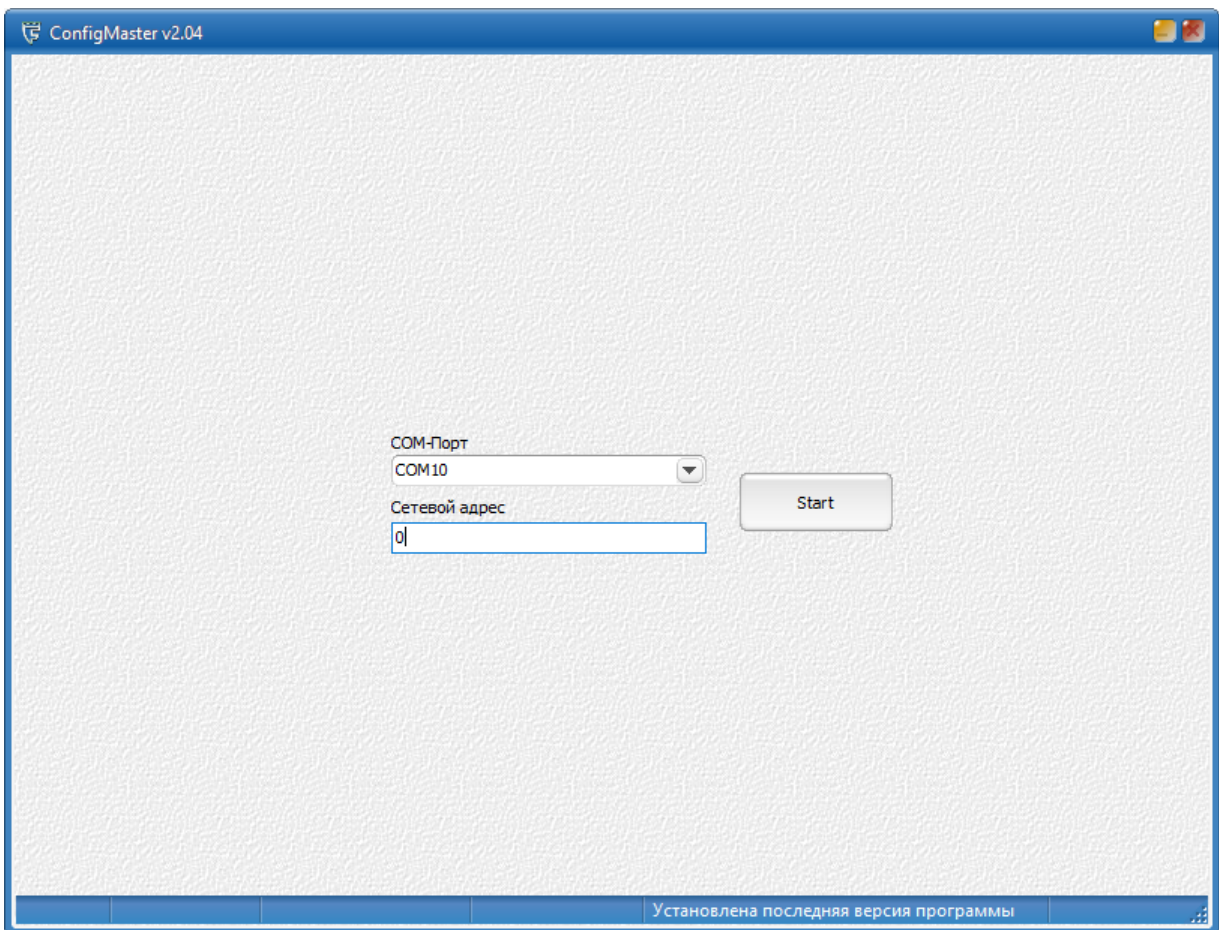 ConfigMaster v2.04
COM-Порт
COM10
Сетевой адрес
0
Start
Установлена последняя версия программы